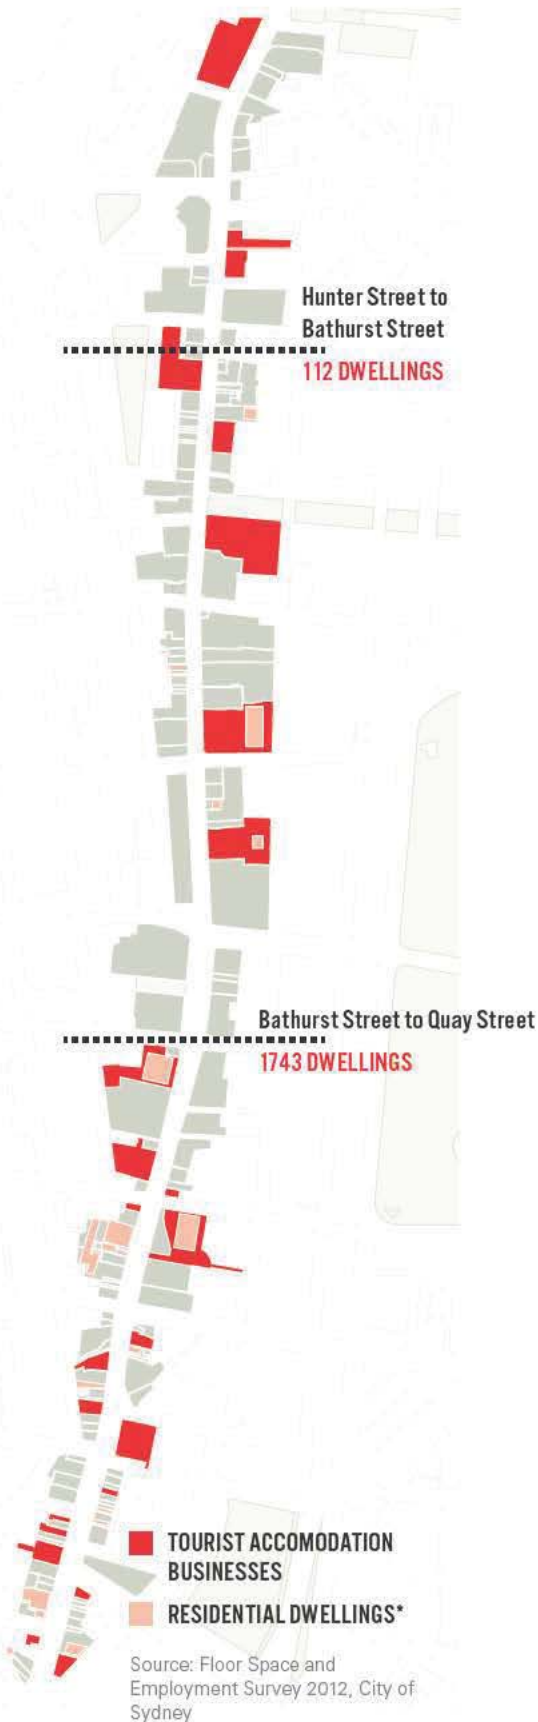 Hunter Street to
Bathurst Street
112 DWELLINGS
Bathurst Street to Quay Street
1743 DWELLINGS
TOURIST ACCOMODATION
BUSINESSES
RESIDENTIAL DWELLINGS*
Source: Floor Space and
Employment Survey 2012, City of
Sydney